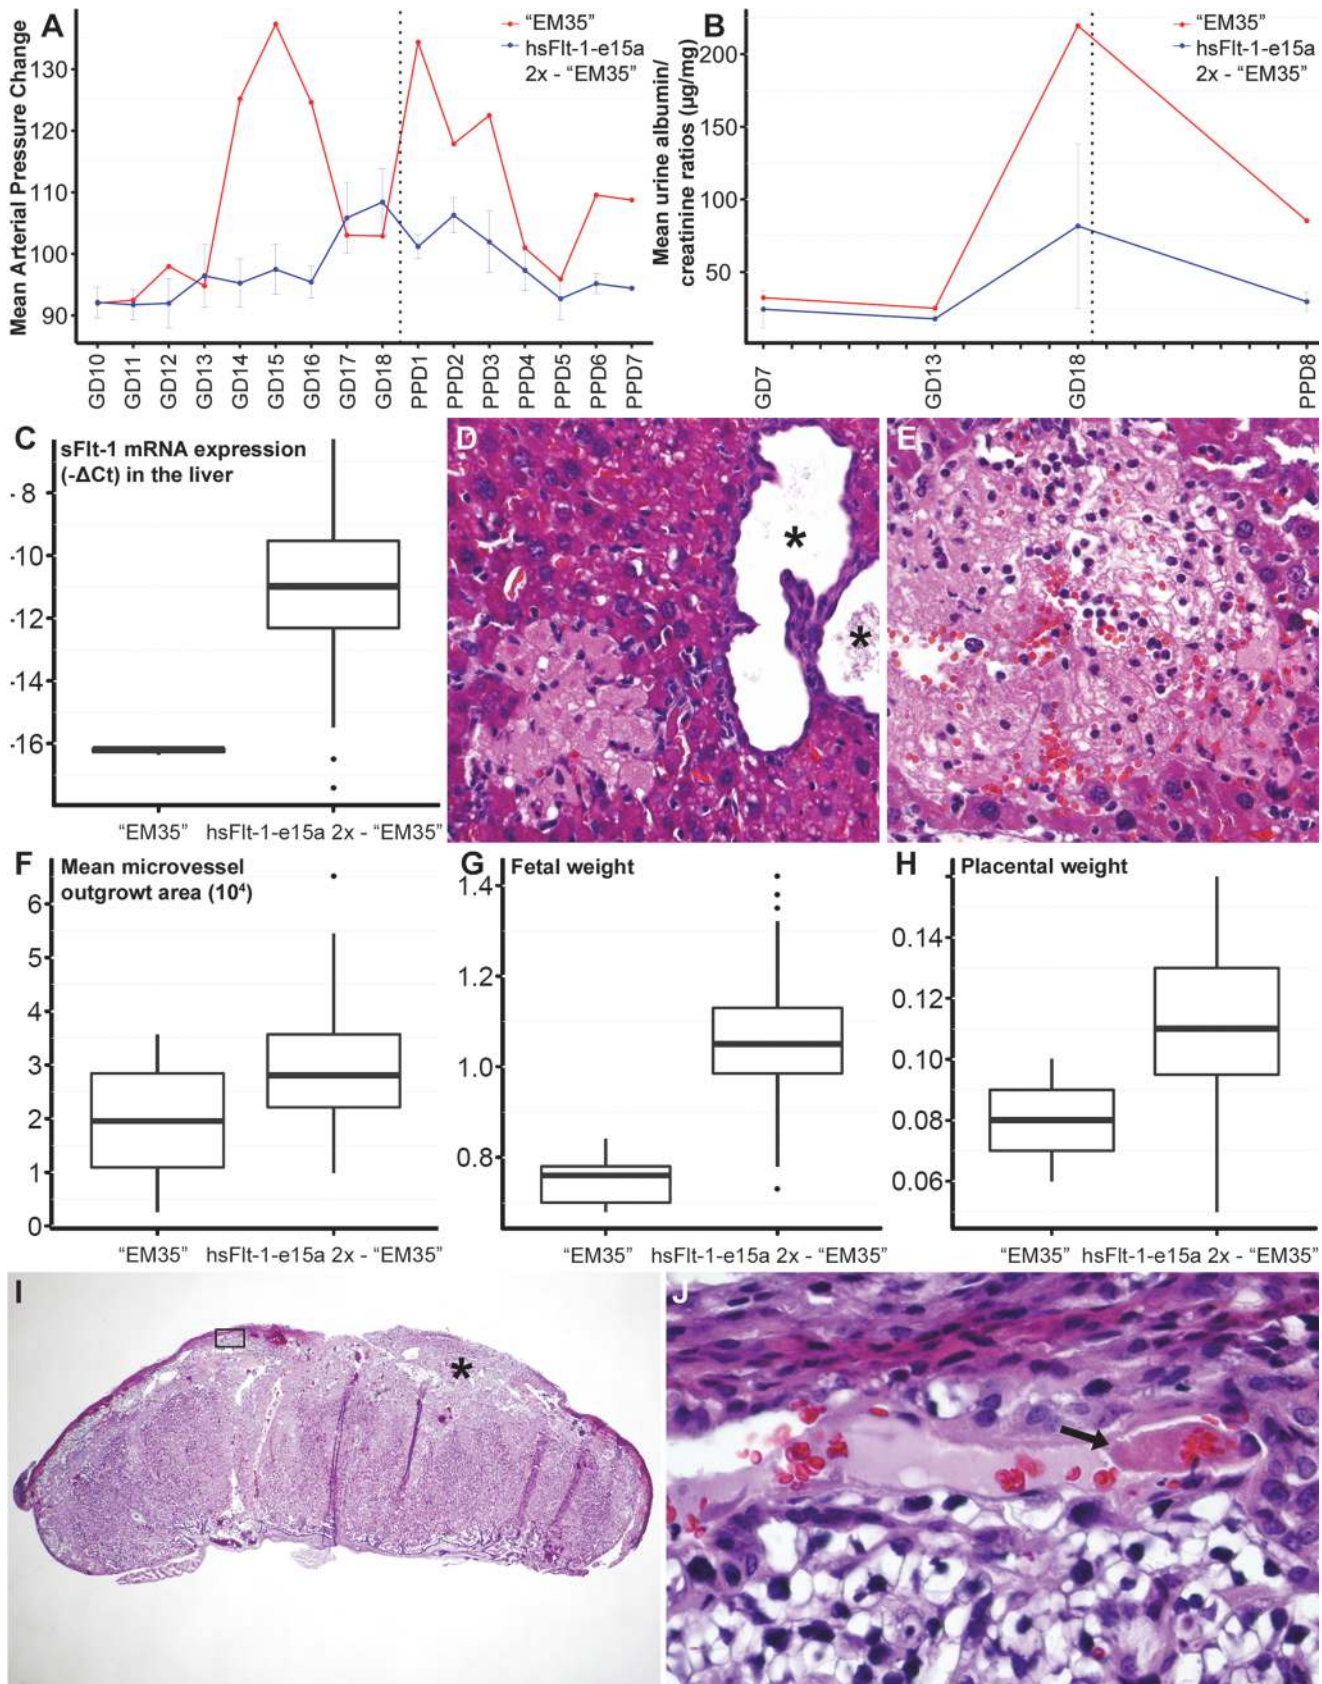 A
Mean Arterial Pressure Change
130
120
110
100
90
"EM35"
hsFlt-1-e15a
2x - "EM35"
GD10
GD11
GD12
GD13
GD14
GD15
GD16
GD17
GD18
PPD1
PPD2
PPD3
PPD4
PPD5
PPD6
PPD7
B
Mean urine albumin/
creatinine ratios (µg/mg)
200
150
100
50
"EM35"
hsFlt-1-e15a
2x - "EM35"
GD7
GD13
GD18
PPD8
C
sFlt-1 mRNA expression
(-ΔCt) in the liver
-8
-10
-12
-14
-16
"EM35"
hsFlt-1-e15a 2x - "EM35"
D
*
*
E
F
Mean microvessel
outgrowt area (10⁴)
6
5
4
3
2
1
0
"EM35"
hsFlt-1-e15a 2x - "EM35"
G
Fetal weight
1.4
1.2
1.0
0.8
"EM35"
hsFlt-1-e15a 2x - "EM35"
H
Placental weight
0.14
0.12
0.10
0.08
0.06
"EM35"
hsFlt-1-e15a 2x - "EM35"
I
*
J